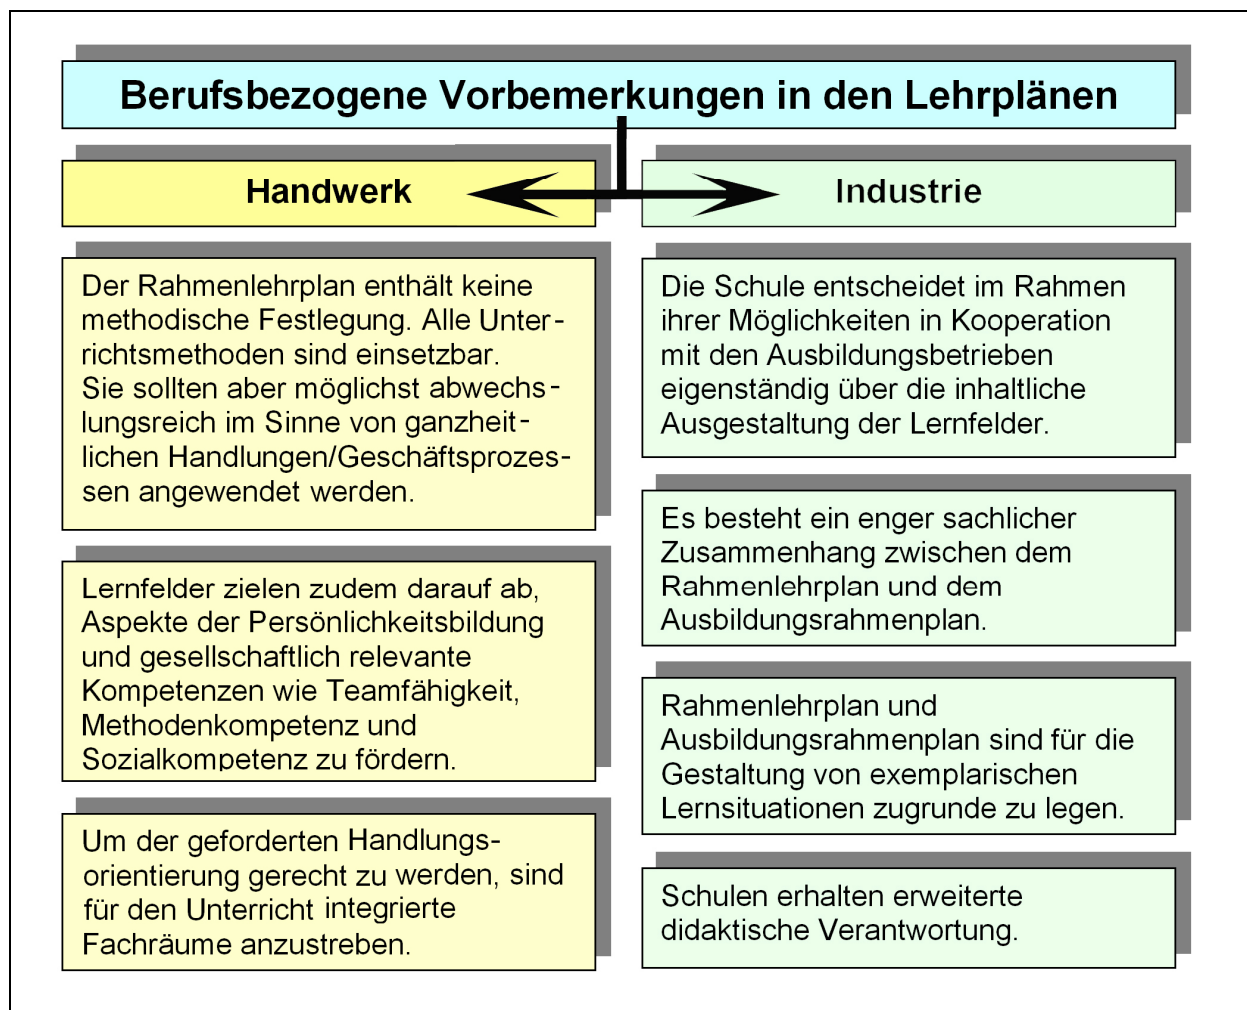 Berufsbezogene Vorbemerkungen in den Lehrplänen
Handwerk
Der Rahmenlehrplan enthält keine
methodische Festlegung. Alle Unter-
richtsmethoden sind einsetzbar.
Sie sollten aber möglichst abwechs-
lungsreich im Sinne von ganzheit-
lichen Handlungen/Geschäftsprozes-
sen angewendet werden.
Lernfelder zielen zudem darauf ab,
Aspekte der Persönlichkeitsbildung
und gesellschaftlich relevante
Kompetenzen wie Teamfähigkeit,
Methodenkompetenz und
Sozialkompetenz zu fördern.
Um der geforderten Handlungs-
orientierung gerecht zu werden, sind
für den Unterricht integrierte
Fachräume anzustreben.
Industrie
Die Schule entscheidet im Rahmen
ihrer Möglichkeiten in Kooperation
mit den Ausbildungsbetrieben
eigenständig über die inhaltliche
Ausgestaltung der Lernfelder.
Es besteht ein enger sachlicher
Zusammenhang zwischen dem
Rahmenlehrplan und dem
Ausbildungsrahmenplan.
Rahmenlehrplan und
Ausbildungsrahmenplan sind für die
Gestaltung von exemplarischen
Lernsituationen zugrunde zu legen.
Schulen erhalten erweiterte
didaktische Verantwortung.